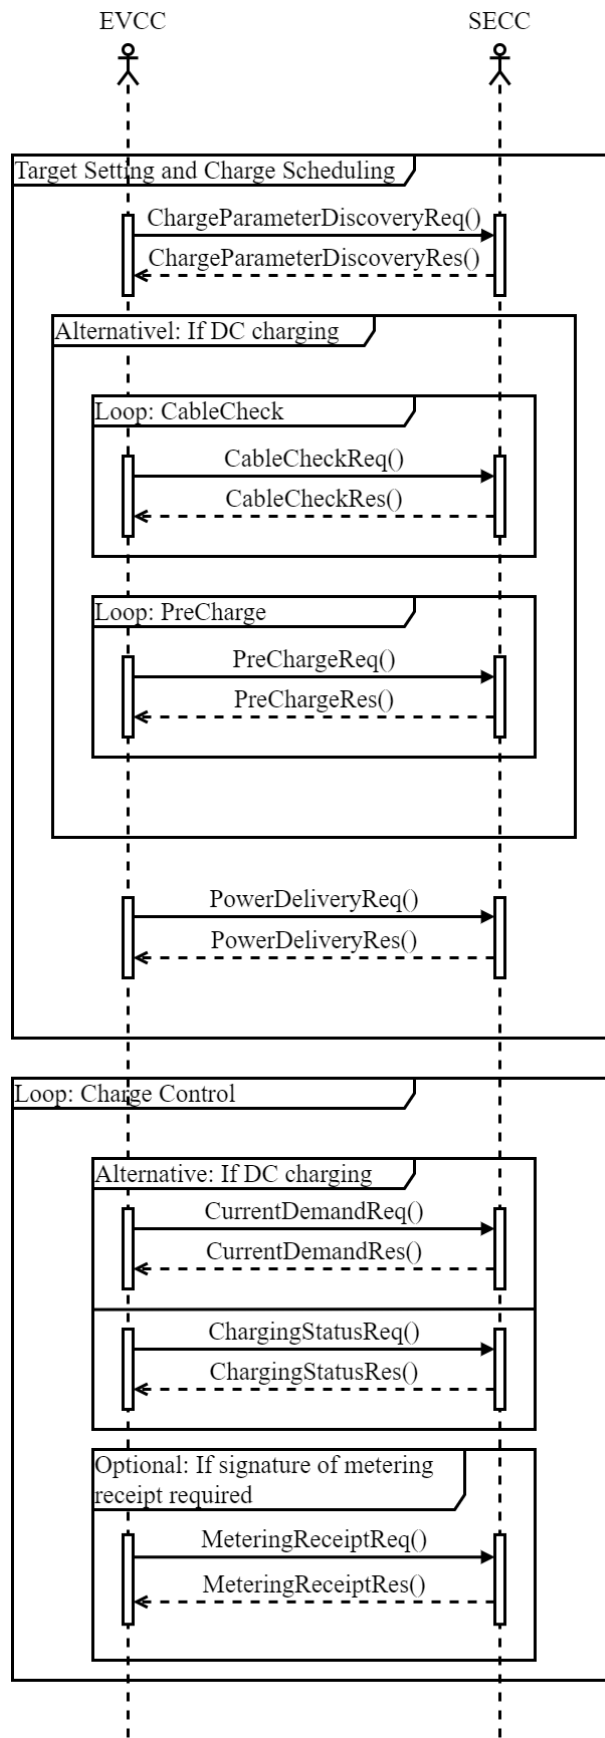 EVCC
SECC
Target Setting and Charge Scheduling
ChargeParameterDiscoveryReq()
ChargeParameterDiscoveryRes()
Alternativel: If DC charging
Loop: CableCheck
CableCheckReq()
CableCheckRes()
Loop: PreCharge
PreChargeReq()
PreChargeRes()
PowerDeliveryReq()
PowerDeliveryRes()
Loop: Charge Control
Alternative: If DC charging
CurrentDemandReq()
CurrentDemandRes()
ChargingStatusReq()
ChargingStatusRes()
Optional: If signature of metering
receipt required
MeteringReceiptReq()
MeteringReceiptRes()